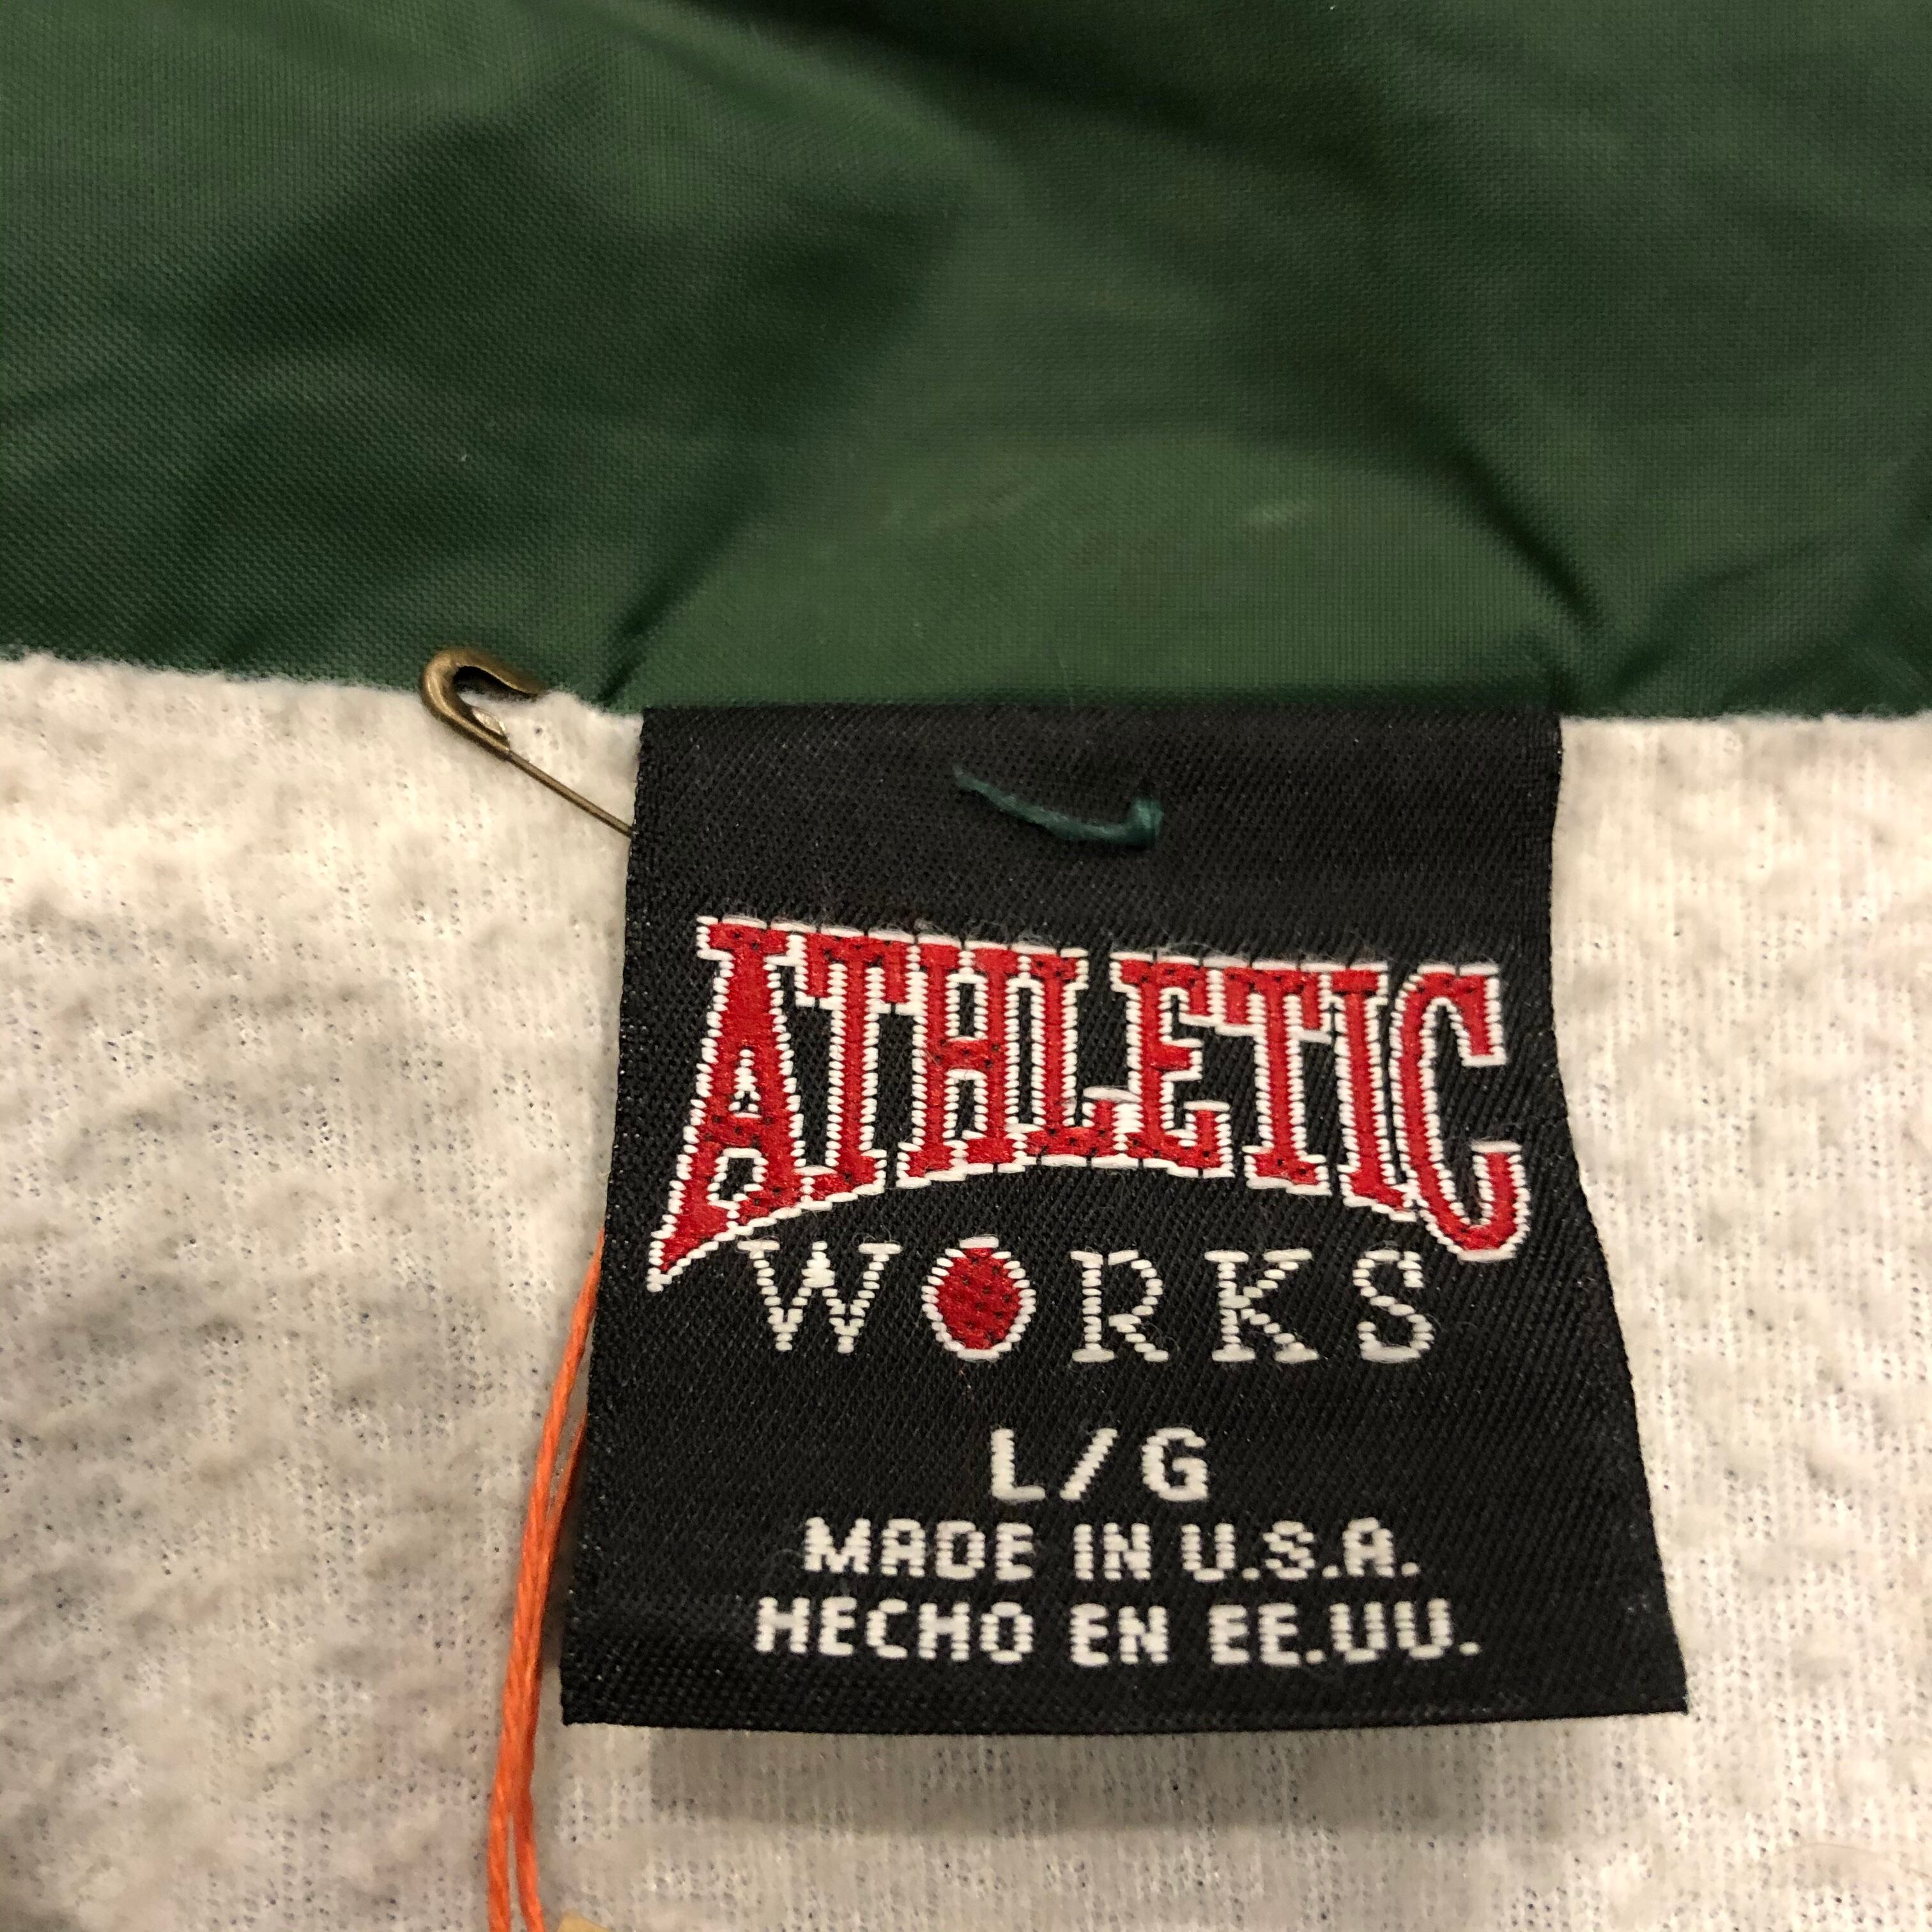 ATHLETIC
WORKS
L/G
MADE IN U.S.A.
HECHO EN EE.UU.